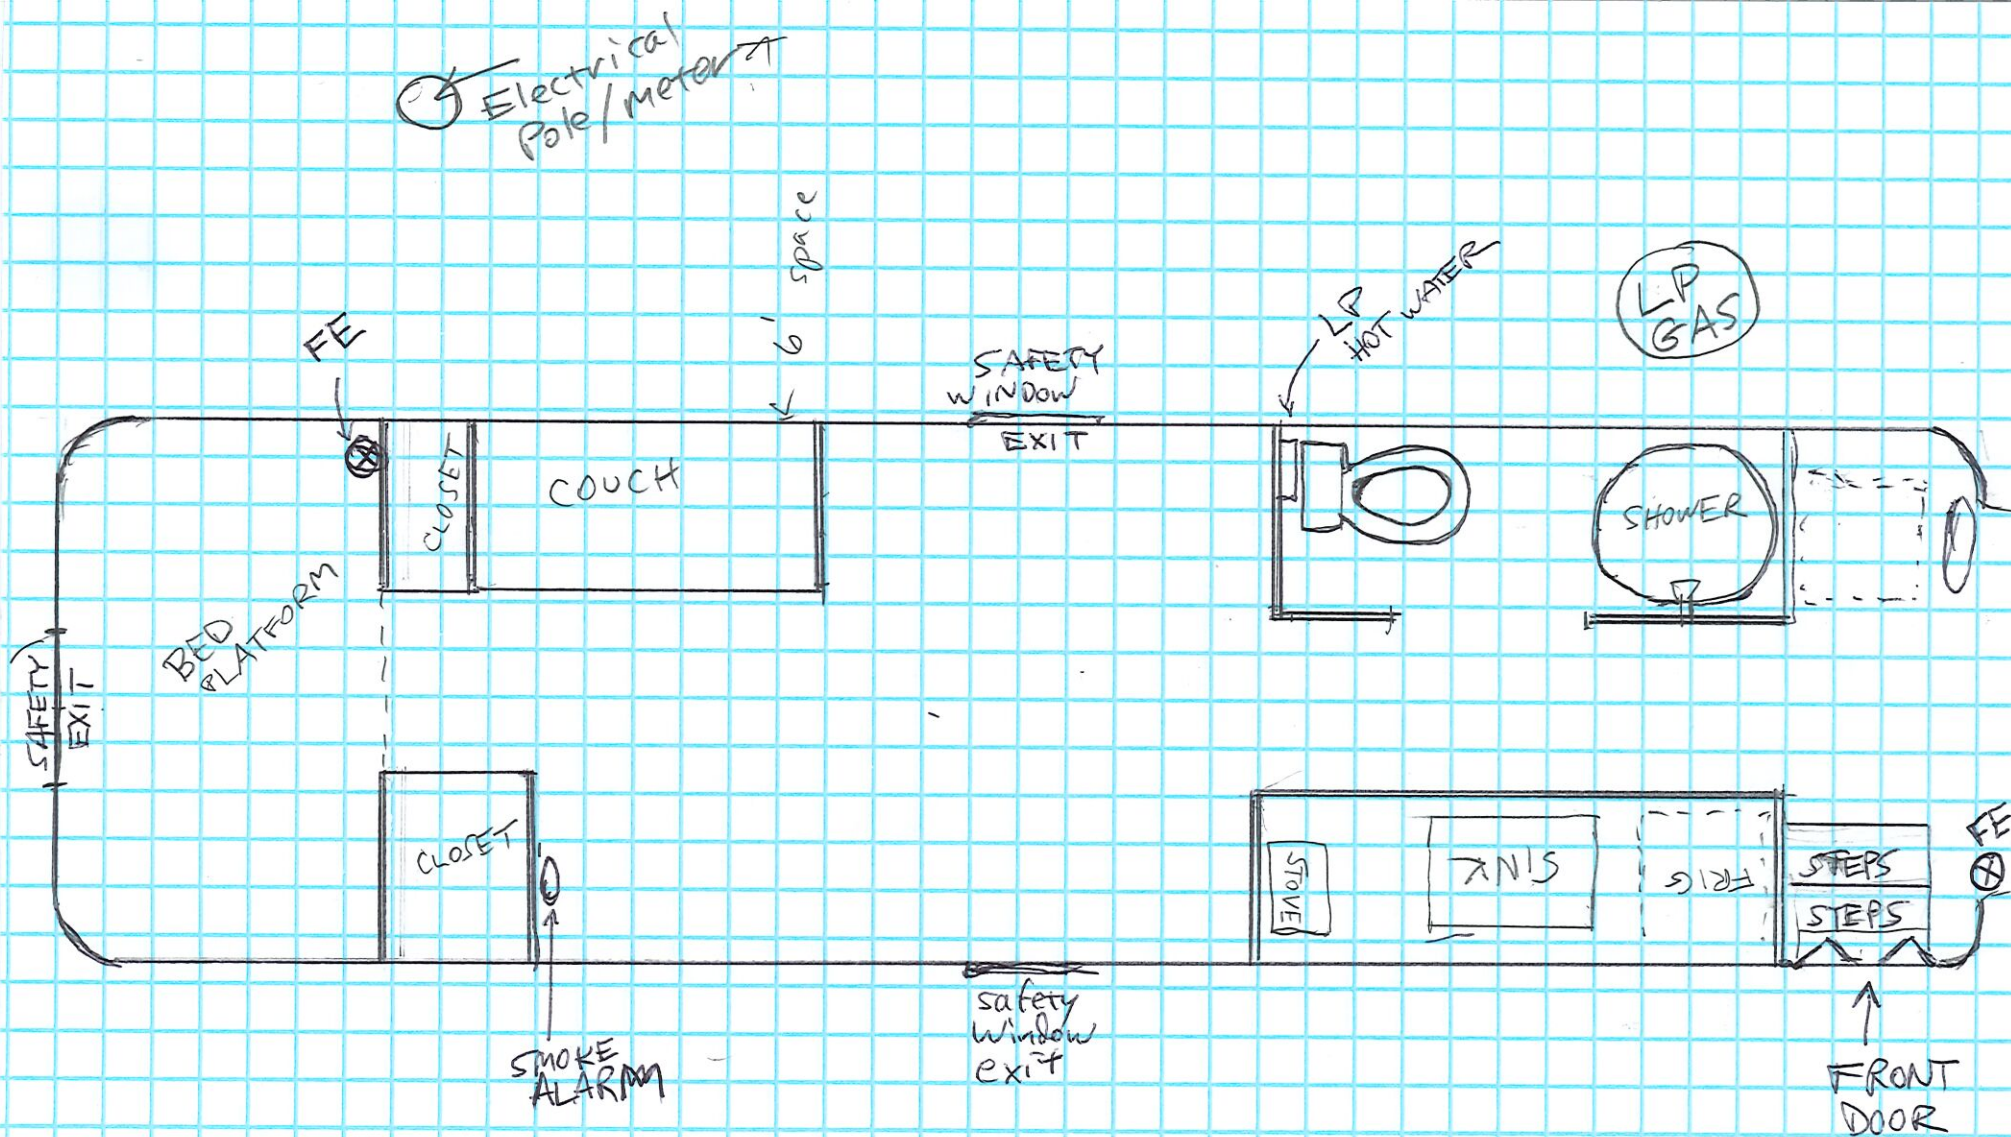 Electrical
Pole/meter
6' space
FE
SAFETY
WINDOW
EXIT
LP
HOT WATER
LP
GAS
CLOSET
COUCH
SHOWER
BED
PLATFORM
SAFETY
EXIT
CLOSET
STOVE
SINK
FRIG
STEPS
STEPS
FE
SMOKE
ALARM
safety
window
exit
FRONT
DOOR